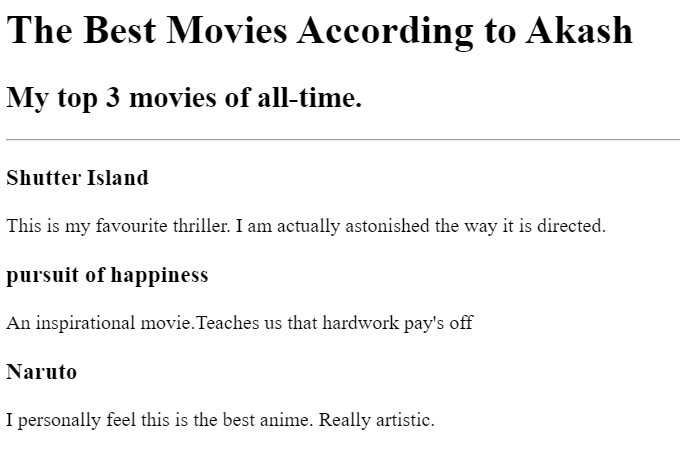 The Best Movies According to Akash
My top 3 movies of all-time.
Shutter Island
This is my favourite thriller. I am actually astonished the way it is directed.
pursuit of happiness
An inspirational movie.Teaches us that hardwork pay's off
Naruto
I personally feel this is the best anime. Really artistic.